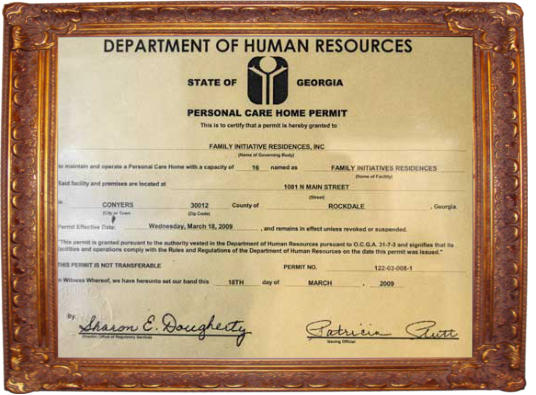 DEPARTMENT OF HUMAN RESOURCES
STATE OF GEORGIA
PERSONAL CARE HOME PERMIT
This is to certify that a permit is hereby granted to
FAMILY INITIATIVE RESIDENCES, INC
(Name of Governing Body)
to maintain and operate a Personal Care Home with a capacity of 16 named as FAMILY INITIATIVES RESIDENCES
(Name of Facility)
Said facility and premises are located at 1081 N MAIN STREET
(Street)
in CONYERS 30012 County of ROCKDALE , Georgia.
(City or Town) (Zip Code)
Permit Effective Date: Wednesday, March 18, 2009 , and remains in effect unless revoked or suspended.
"This permit is granted pursuant to the authority vested in the Department of Human Resources pursuant to O.C.G.A. 31-7-3 and signifies that its
facilities and operations comply with the Rules and Regulations of the Department of Human Resources on the date this permit was issued."
THIS PERMIT IS NOT TRANSFERABLE PERMIT NO. 122-03-008-1
In Witness Whereof, we have hereunto set our hand this 18TH day of MARCH , 2009
By: Sharon E. Dougherty Patricia
Director, Office of Regulatory Services Issuing Official